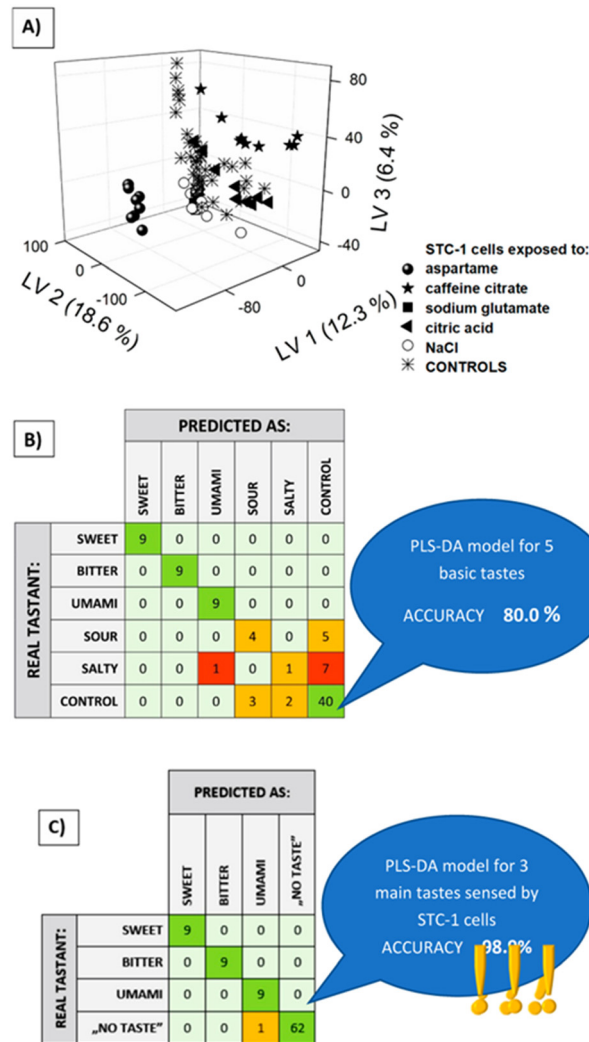 A)
80
40
0
-40
LV 3 (6.4 %)
100
0
-100
LV 2 (18.6 %)
-80
0
LV 1 (12.3 %)
STC-1 cells exposed to:
aspartame
caffeine citrate
sodium glutamate
citric acid
NaCl
CONTROLS
B)
PREDICTED AS:
SWEET BITTER UMAMI SOUR SALTY CONTROL
REAL TASTANT:
SWEET 9 0 0 0 0 0
BITTER 0 9 0 0 0 0
UMAMI 0 0 9 0 0 0
SOUR 0 0 0 4 0 5
SALTY 0 0 1 0 1 7
CONTROL 0 0 0 3 2 40
PLS-DA model for 5
basic tastes
ACCURACY 80.0 %
C)
PREDICTED AS:
SWEET BITTER UMAMI „NO TASTE”
REAL TASTANT:
SWEET 9 0 0 0
BITTER 0 9 0 0
UMAMI 0 0 9 0
„NO TASTE” 0 0 1 62
PLS-DA model for 3
main tastes sensed by
STC-1 cells
ACCURACY 98.9%
!!!